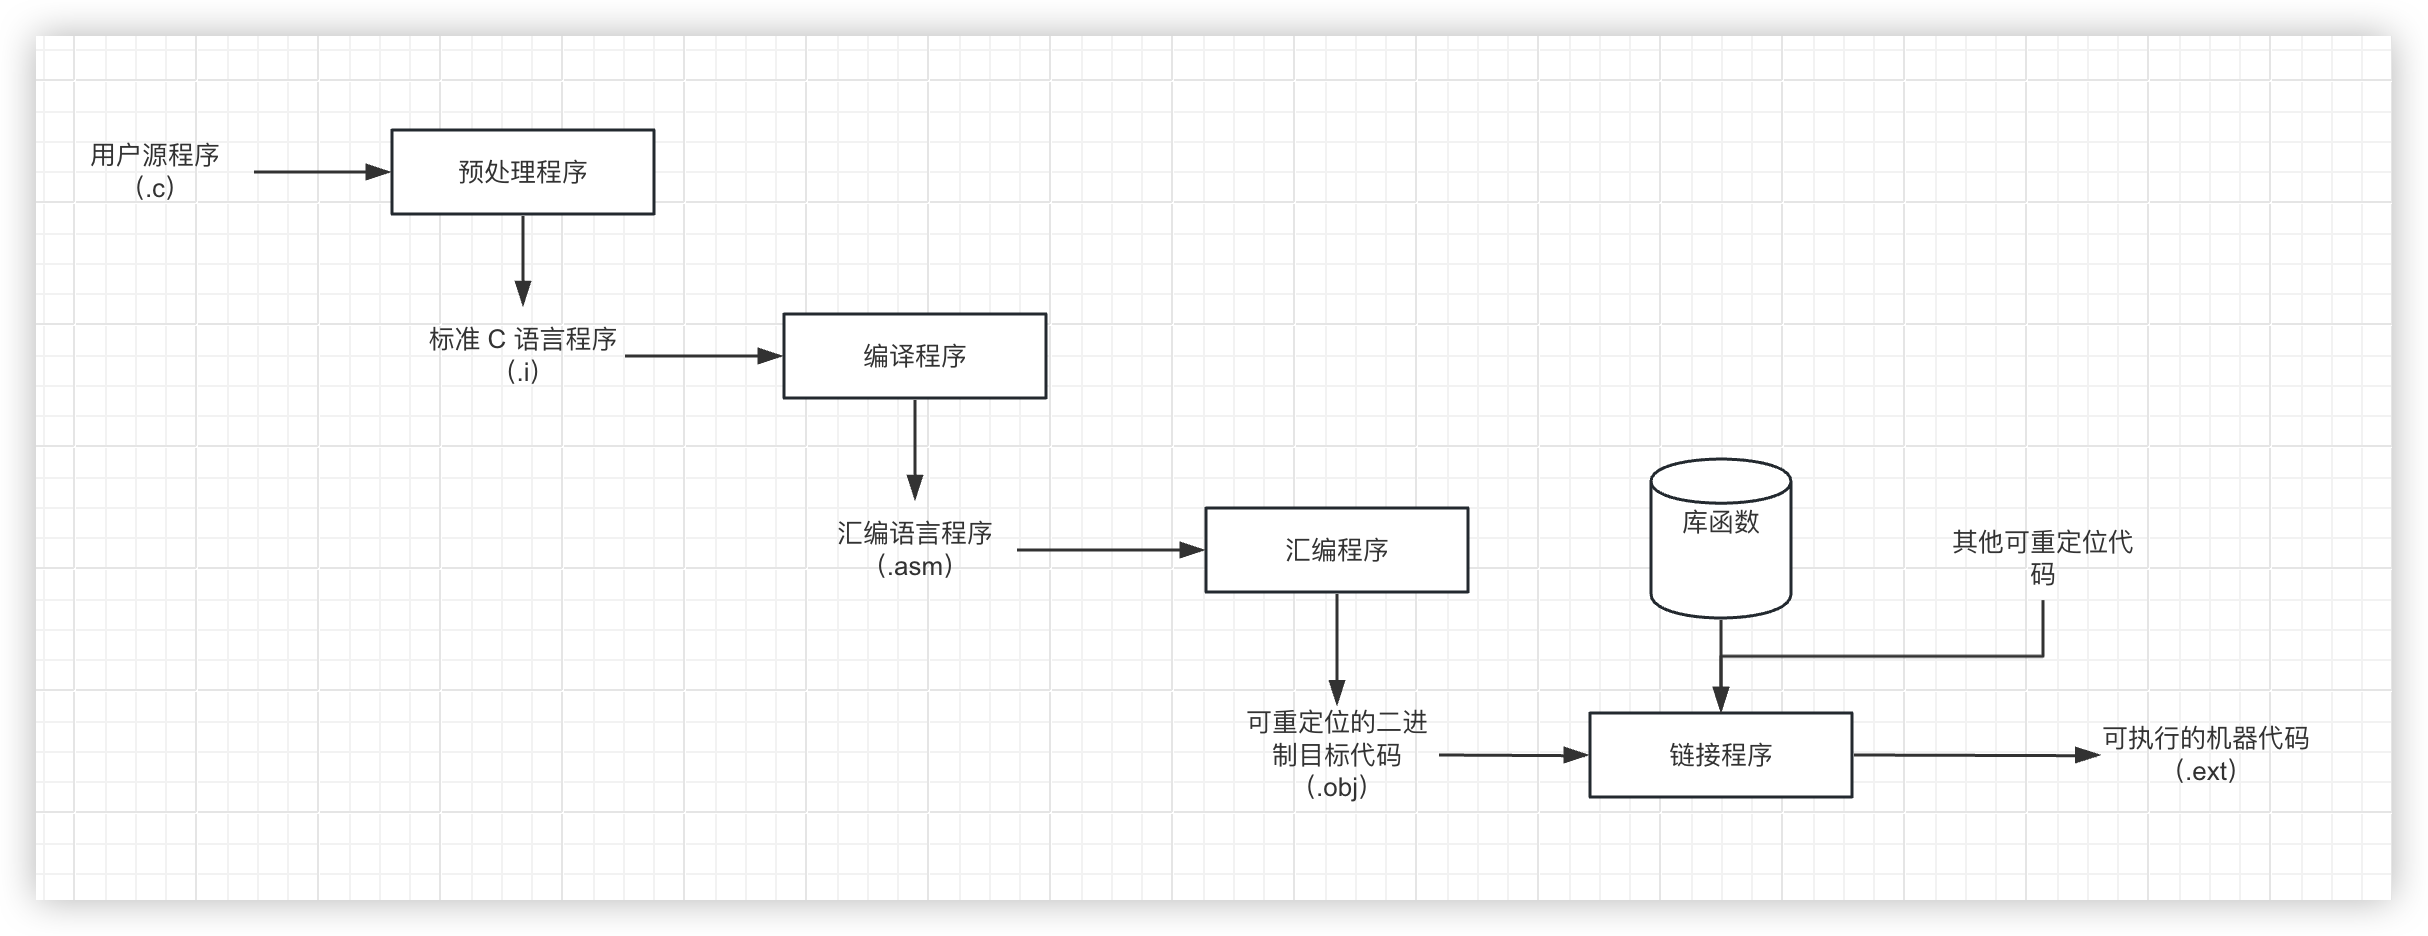 用户源程序
（.c）
预处理程序
标准 C 语言程序
（.i）
编译程序
汇编语言程序
（.asm）
汇编程序
库函数
其他可重定位代
码
可重定位的二进
制目标代码
（.obj）
链接程序
可执行的机器代码
（.ext）